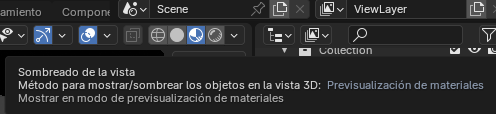 amiento Compone Scene ViewLayer
Collection
Sombreado de la vista
Método para mostrar/sombrear los objetos en la vista 3D: Previsualización de materiales
Mostrar en modo de previsualización de materiales